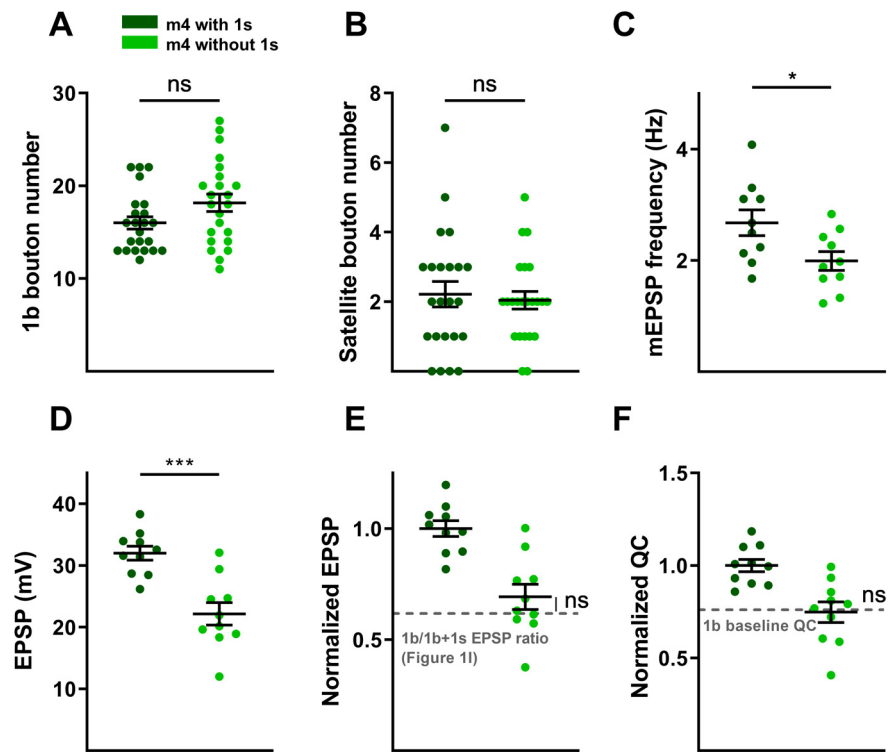 A
m4 with 1s
m4 without 1s
B
C
ns
ns
*
30
20
10
1b bouton number
8
6
4
2
0
Satellite bouton number
4
2
mEPSP frequency (Hz)
D
E
F
***
40
30
20
10
EPSP (mV)
1.0
0.5
Normalized EPSP
ns
1b/1b+1s EPSP ratio
(Figure 1I)
1.5
1.0
0.5
Normalized QC
ns
1b baseline QC